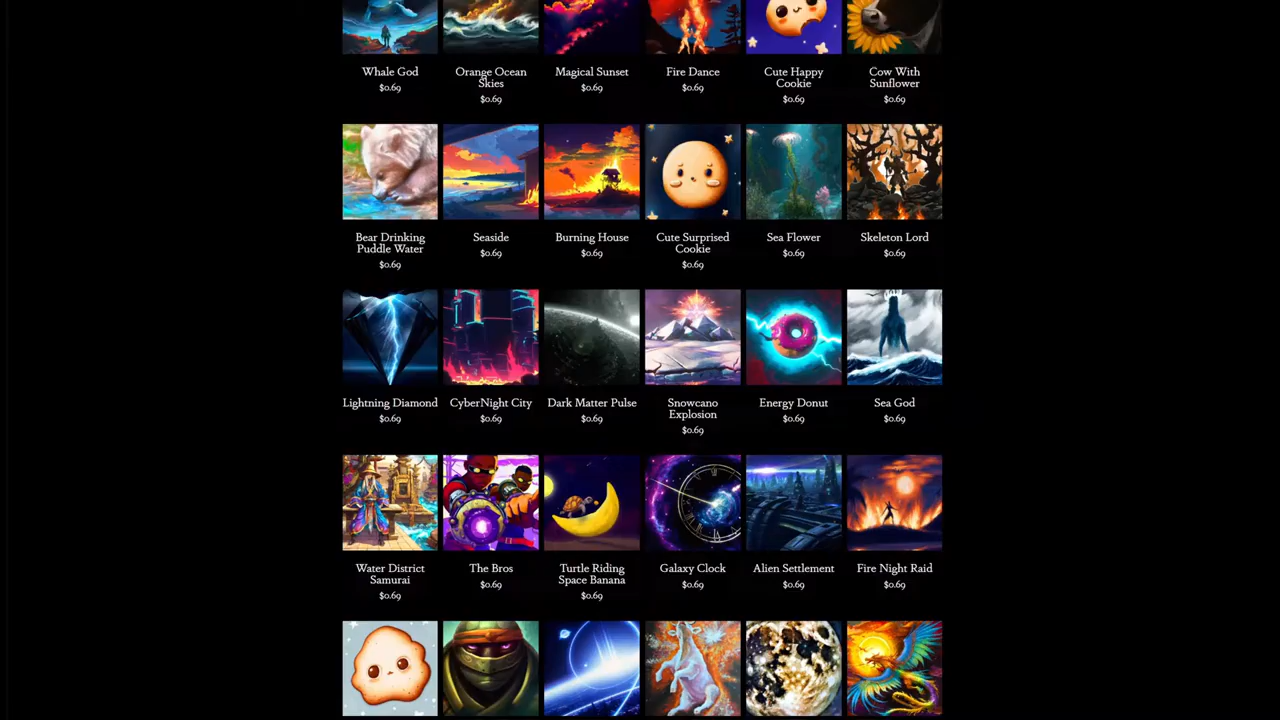 Whale God
$0.69
Orange Ocean
Skies
$0.69
Magical Sunset
$0.69
Fire Dance
$0.69
Cute Happy
Cookie
$0.69
Cow With
Sunflower
$0.69
Bear Drinking
Puddle Water
$0.69
Seaside
$0.69
Burning House
$0.69
Cute Surprised
Cookie
$0.69
Sea Flower
$0.69
Skeleton Lord
$0.69
Lightning Diamond
$0.69
CyberNight City
$0.69
Dark Matter Pulse
$0.69
Snowcano
Explosion
$0.69
Energy Donut
$0.69
Sea God
$0.69
Water District
Samurai
$0.69
The Bros
$0.69
Turtle Riding
Space Banana
$0.69
Galaxy Clock
$0.69
Alien Settlement
$0.69
Fire Night Raid
$0.69